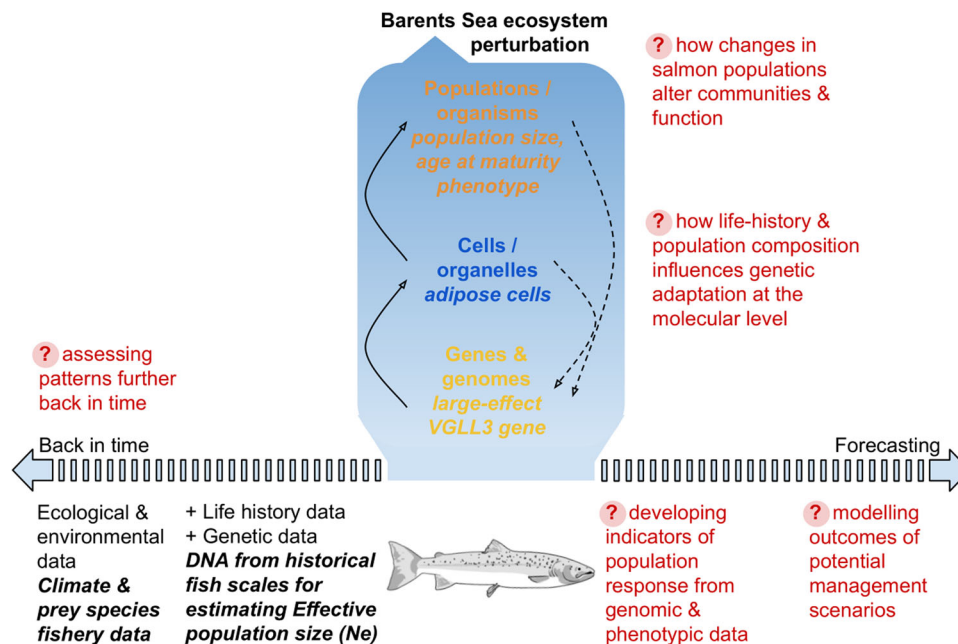 Barents Sea ecosystem
perturbation
Populations /
organisms
population size,
age at maturity
phenotype
Cells /
organelles
adipose cells
Genes &
genomes
large-effect
VGLL3 gene
? how changes in
salmon populations
alter communities &
function
? how life-history &
population composition
influences genetic
adaptation at the
molecular level
? assessing
patterns further
back in time
Back in time
Forecasting
Ecological &
environmental
data
Climate &
prey species
fishery data
+ Life history data
+ Genetic data
DNA from historical
fish scales for
estimating Effective
population size (Ne)
? developing
indicators of
population
response from
genomic &
phenotypic data
? modelling
outcomes of
potential
management
scenarios